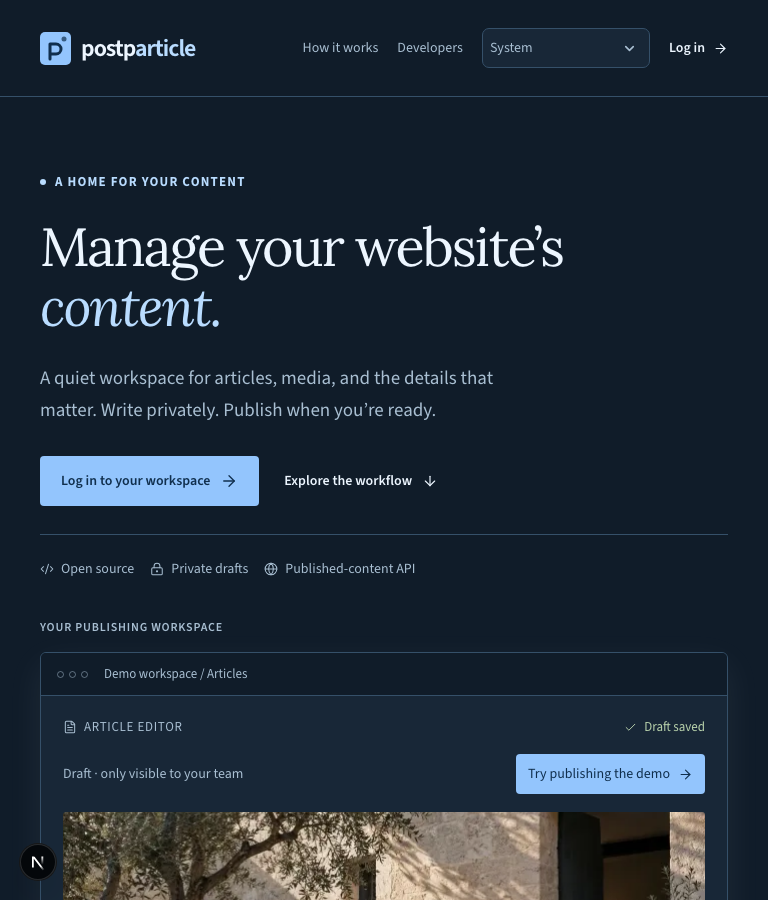 postparticle
How it works
Developers
System
Log in
A HOME FOR YOUR CONTENT
Manage your website’s
content.
A quiet workspace for articles, media, and the details that
matter. Write privately. Publish when you’re ready.
Log in to your workspace
Explore the workflow
Open source
Private drafts
Published-content API
YOUR PUBLISHING WORKSPACE
Demo workspace / Articles
ARTICLE EDITOR
Draft saved
Draft · only visible to your team
Try publishing the demo
N